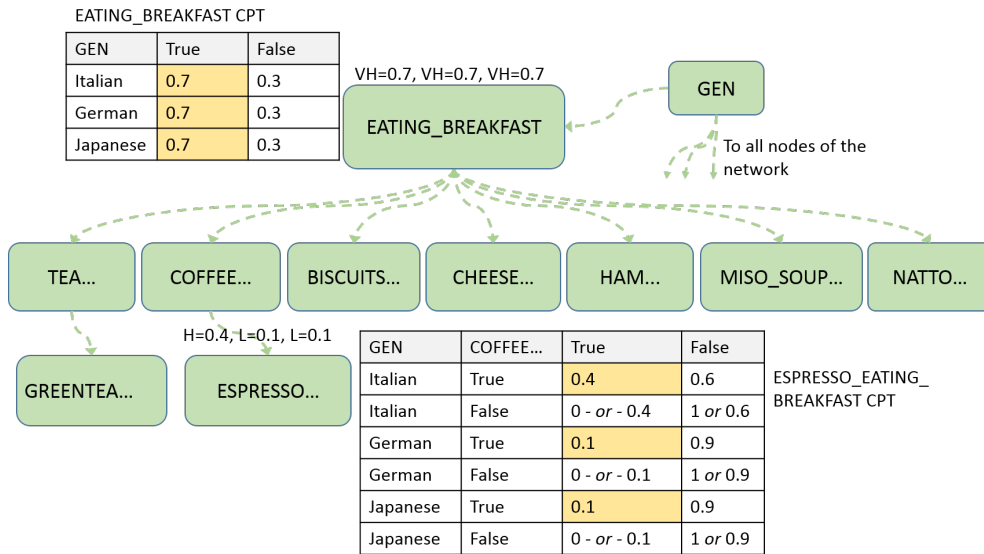 EATING_BREAKFAST CPT
GEN True False
Italian 0.7 0.3
German 0.7 0.3
Japanese 0.7 0.3
VH=0.7, VH=0.7, VH=0.7
EATING_BREAKFAST
GEN
To all nodes of the
network
TEA...
COFFEE...
BISCUITS...
CHEESE...
HAM...
MISO_SOUP...
NATTO...
H=0.4, L=0.1, L=0.1
GREENTEA...
ESPRESSO...
GEN COFFEE... True False
Italian True 0.4 0.6
Italian False 0 - or - 0.4 1 or 0.6
German True 0.1 0.9
German False 0 - or - 0.1 1 or 0.9
Japanese True 0.1 0.9
Japanese False 0 - or - 0.1 1 or 0.9
ESPRESSO_EATING_
BREAKFAST CPT